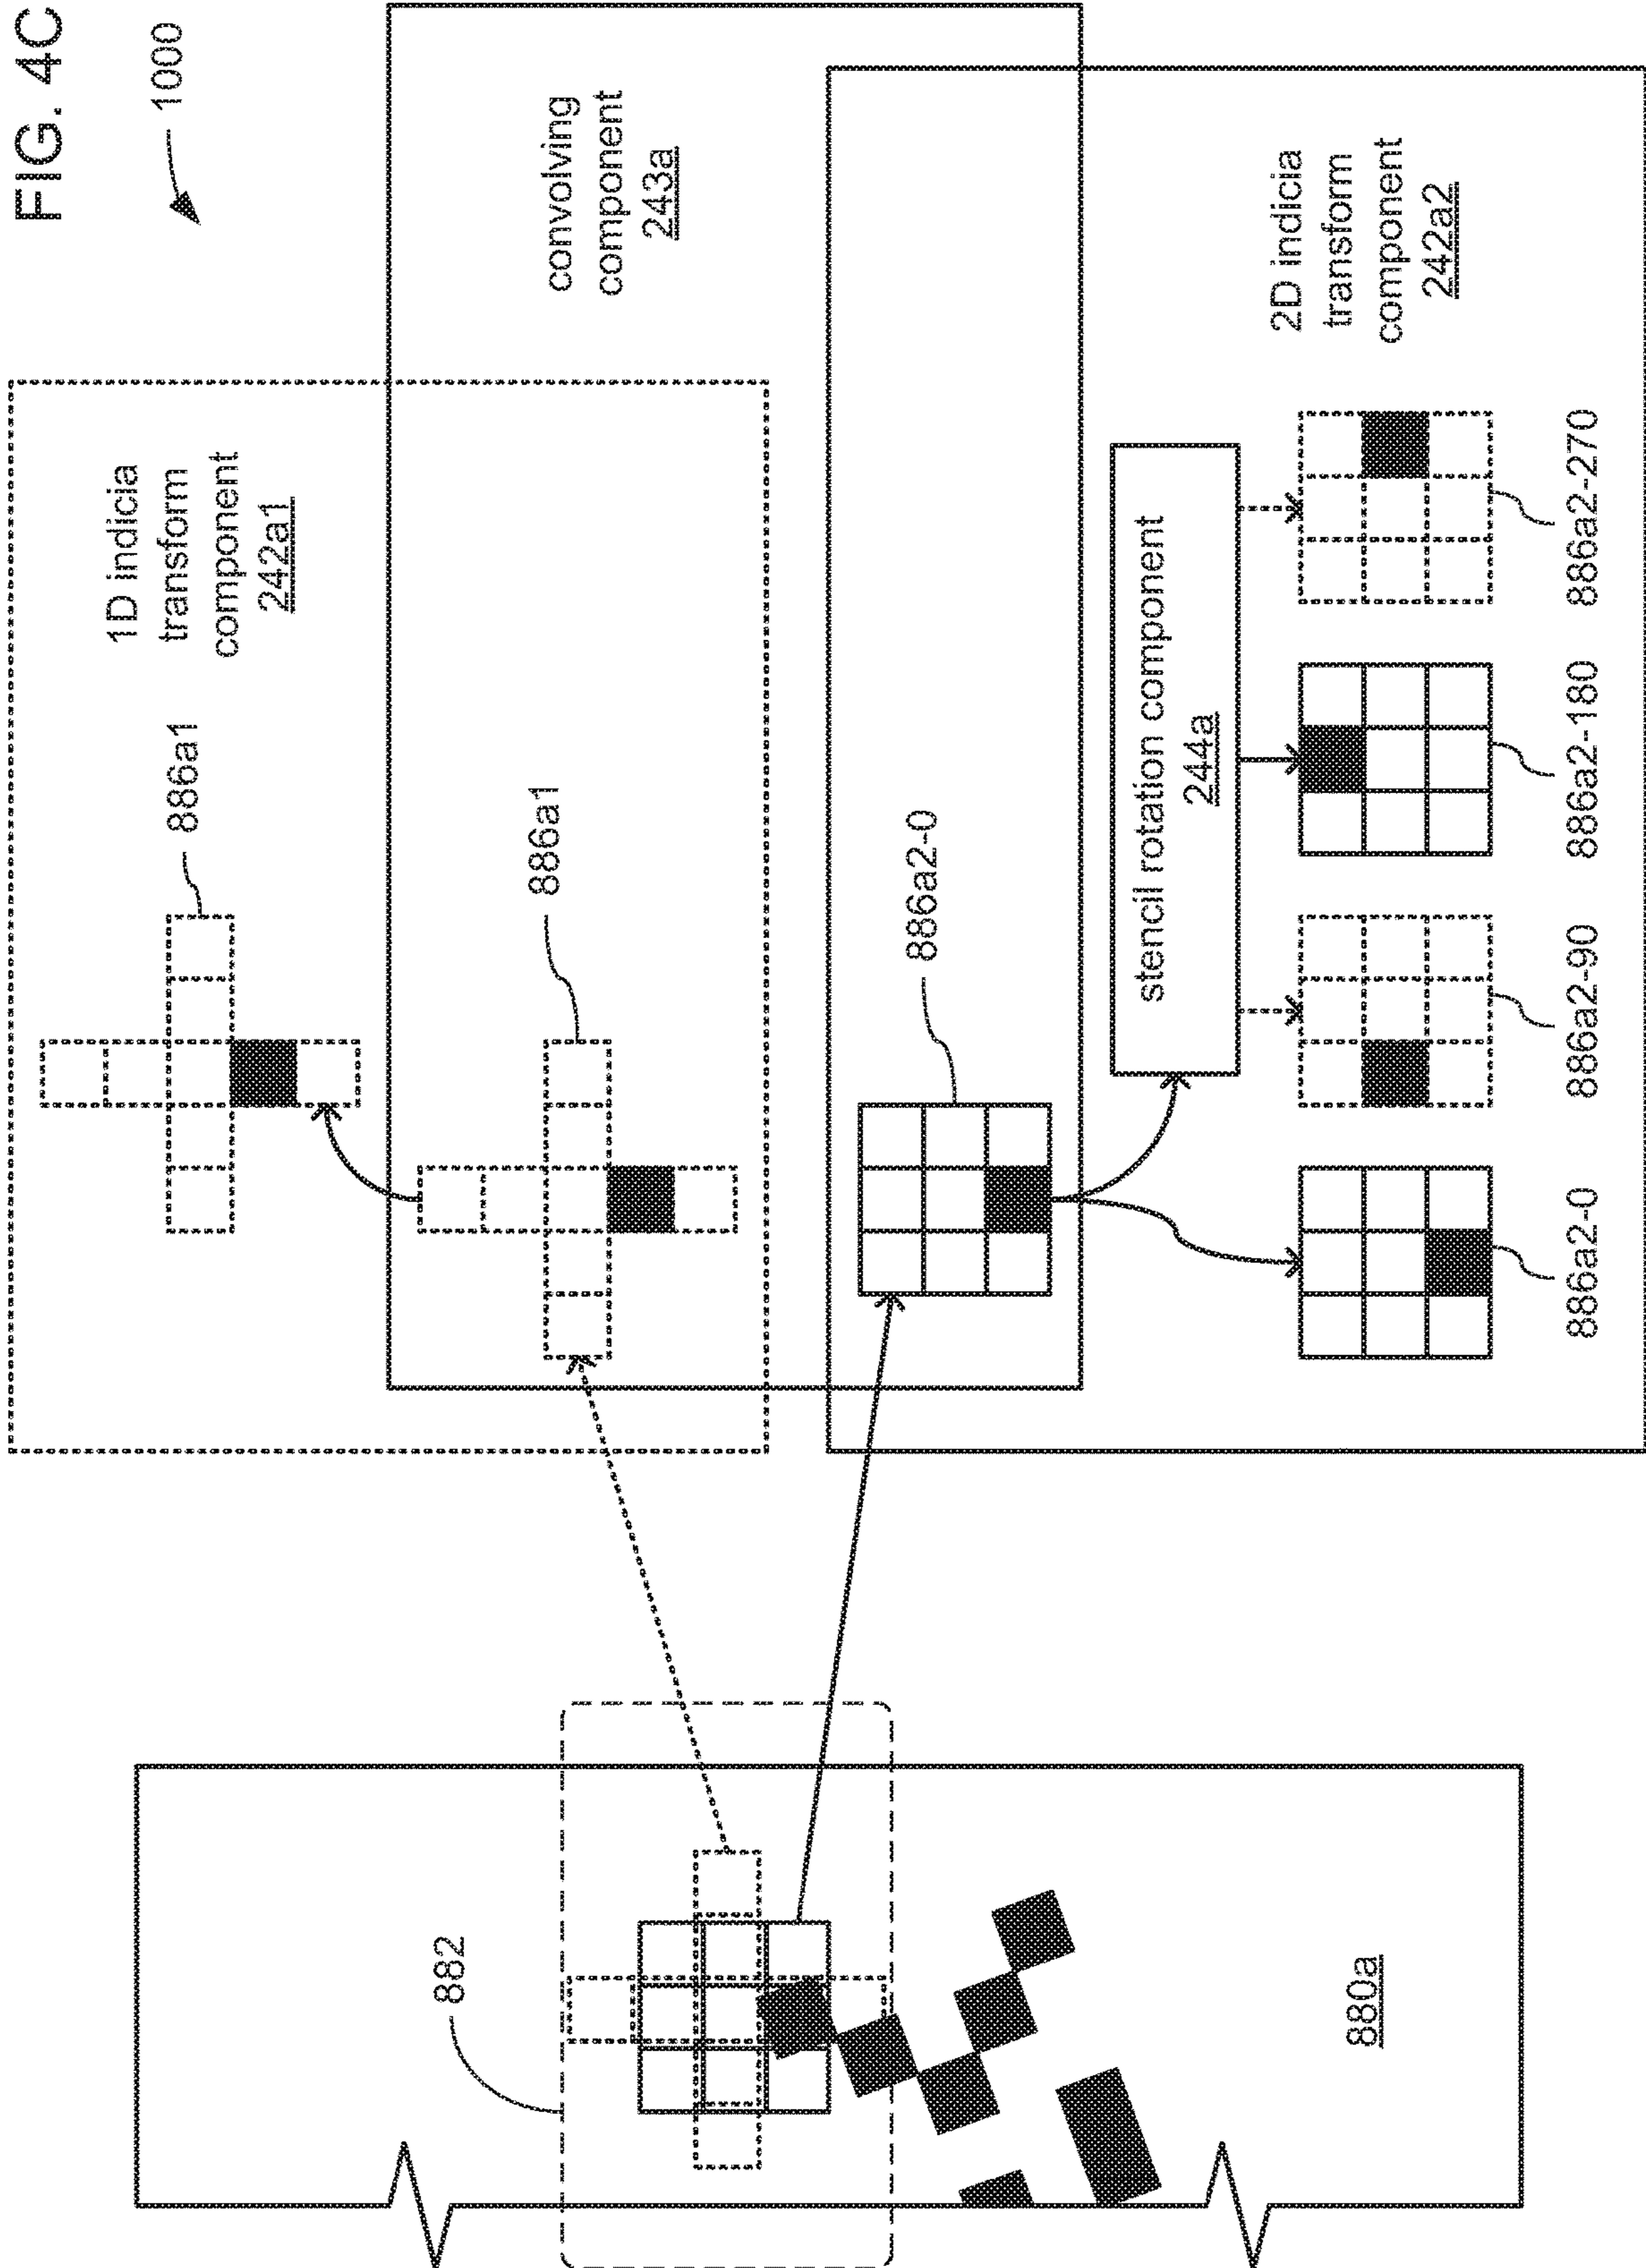 FIG. 4C
1000
1D indicia
transform
component
242a1
886a1
convolving
component
243a
886a1
882
886a2-0
stencil rotation component
244a
2D indicia
transform
component
242a2
886a2-0
886a2-90
886a2-180
886a2-270
880a